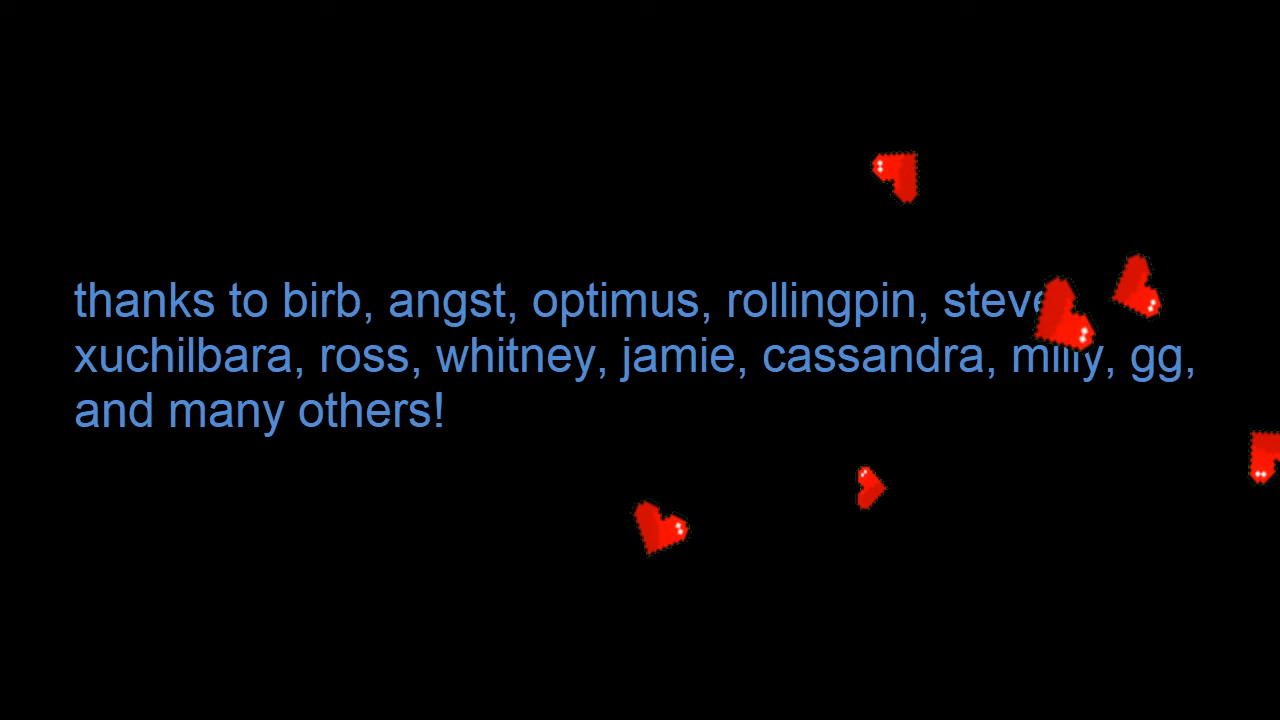 thanks to birb, angst, optimus, rollingpin, steve
xuchilbara, ross, whitney, jamie, cassandra, milly, gg,
and many others!